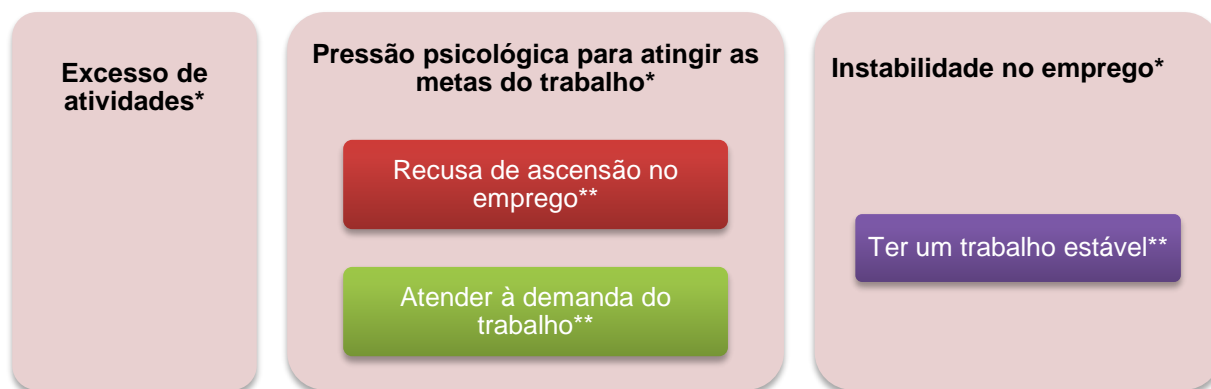 Excesso de
atividades*
Pressão psicológica para atingir as
metas do trabalho*
Recusa de ascensão no
emprego**
Atender à demanda do
trabalho**
Instabilidade no emprego*
Ter um trabalho estável**